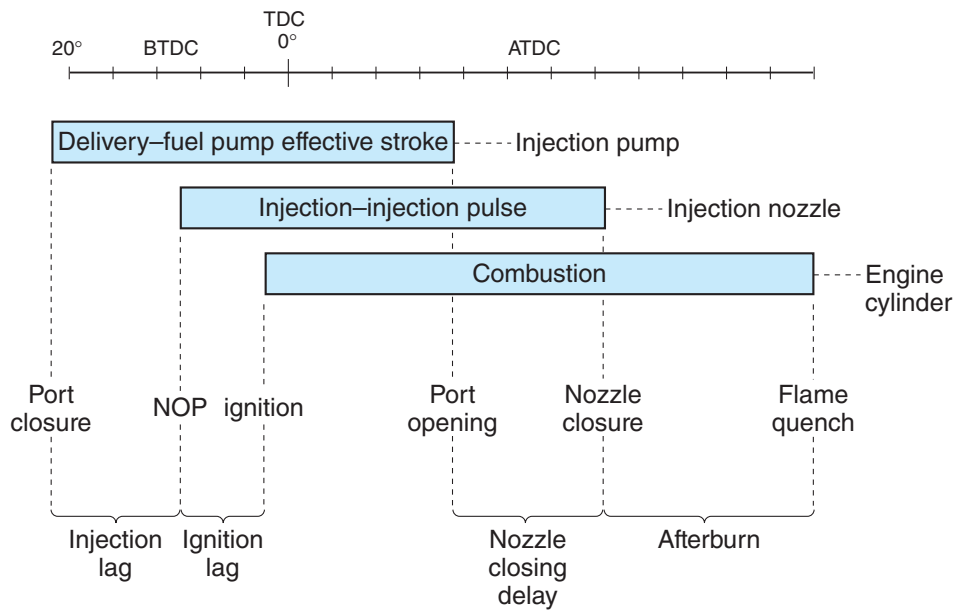 TDC
20° BTDC 0° ATDC
Delivery–fuel pump effective stroke
Injection pump
Injection–injection pulse
Injection nozzle
Combustion
Engine
cylinder
Port
closure
NOP
ignition
Port
opening
Nozzle
closure
Flame
quench
Injection
lag
Ignition
lag
Nozzle
closing
delay
Afterburn